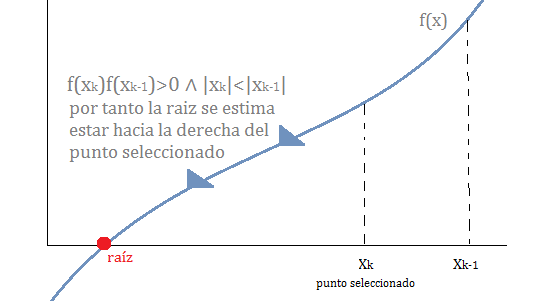 f(x)
f(xₖ)f(xₖ₋₁)>0 ∧ |xₖ|<|xₖ₋₁|
por tanto la raiz se estima
estar hacia la derecha del
punto seleccionado
raíz
Xₖ
Xₖ₋₁
punto seleccionado